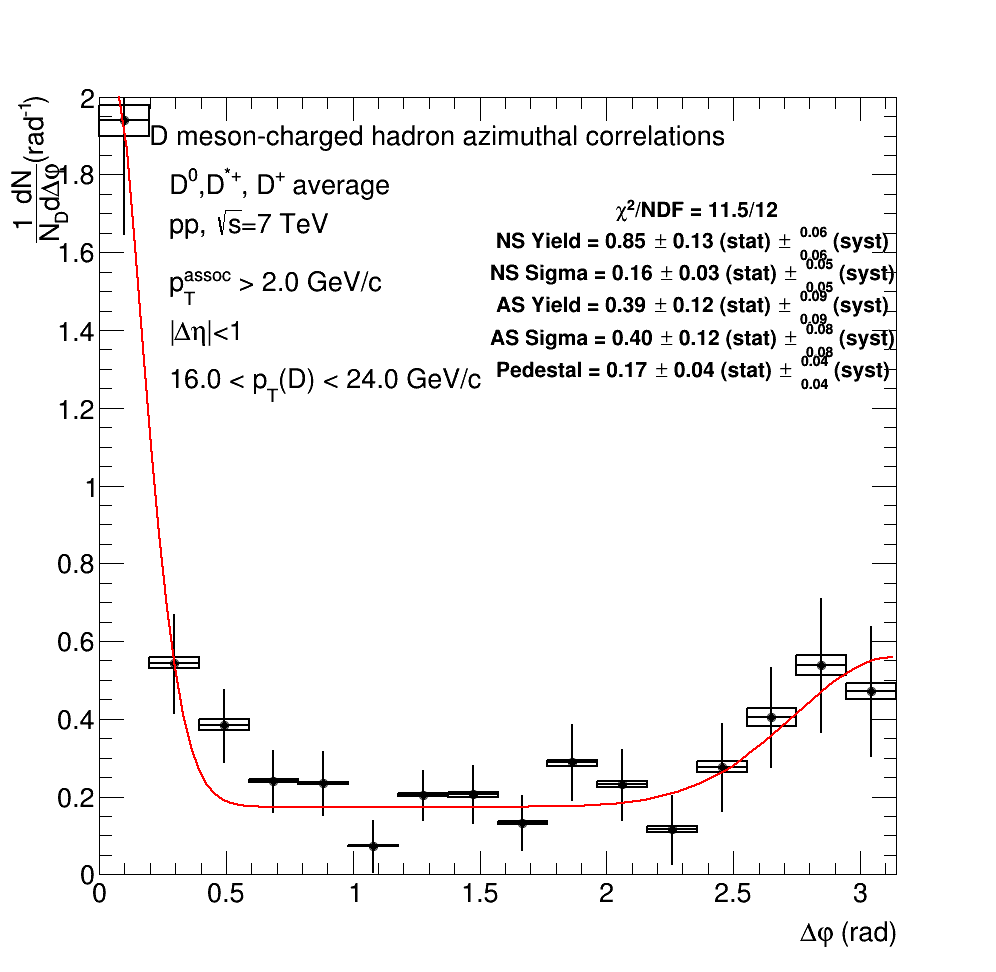 1 dN
N_D dΔφ (rad⁻¹)
D meson-charged hadron azimuthal correlations
D⁰,D*⁺, D⁺ average
pp, √s=7 TeV
p_T^assoc > 2.0 GeV/c
|Δη|<1
16.0 < p_T(D) < 24.0 GeV/c
χ²/NDF = 11.5/12
NS Yield = 0.85 ± 0.13 (stat) ± 0.06 0.06 (syst)
NS Sigma = 0.16 ± 0.03 (stat) ± 0.05 0.05 (syst)
AS Yield = 0.39 ± 0.12 (stat) ± 0.09 0.09 (syst)
AS Sigma = 0.40 ± 0.12 (stat) ± 0.08 0.08 (syst)
Pedestal = 0.17 ± 0.04 (stat) ± 0.04 0.04 (syst)
2
1.8
1.6
1.4
1.2
1
0.8
0.6
0.4
0.2
0
0 0.5 1 1.5 2 2.5 3
Δφ (rad)